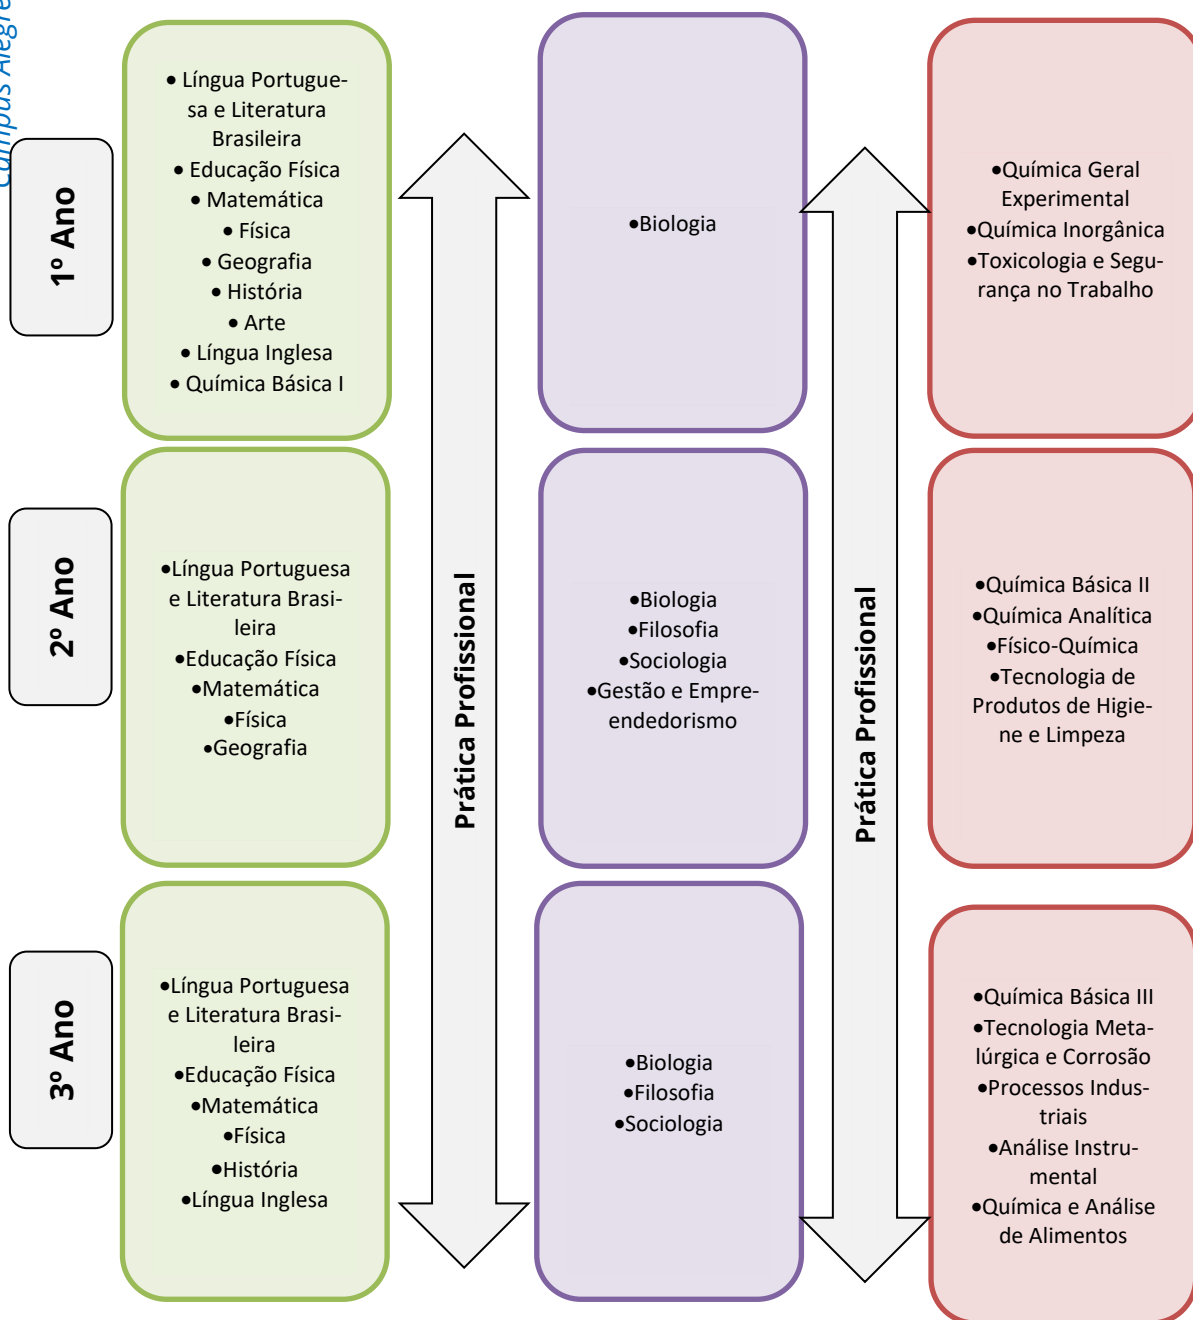 Campus Alegre
1º Ano
• Língua Portugue-
sa e Literatura
Brasileira
• Educação Física
• Matemática
• Física
• Geografia
• História
• Arte
• Língua Inglesa
• Química Básica I
•Biologia
•Química Geral
Experimental
•Química Inorgânica
•Toxicologia e Segu-
rança no Trabalho
2º Ano
•Língua Portuguesa
e Literatura Brasi-
leira
•Educação Física
•Matemática
•Física
•Geografia
Prática Profissional
•Biologia
•Filosofia
•Sociologia
•Gestão e Empre-
endedorismo
Prática Profissional
•Química Básica II
•Química Analítica
•Físico-Química
•Tecnologia de
Produtos de Higie-
ne e Limpeza
3º Ano
•Língua Portuguesa
e Literatura Brasi-
leira
•Educação Física
•Matemática
•Física
•História
•Língua Inglesa
•Biologia
•Filosofia
•Sociologia
•Química Básica III
•Tecnologia Meta-
lúrgica e Corrosão
•Processos Indus-
triais
•Análise Instru-
mental
•Química e Análise
de Alimentos